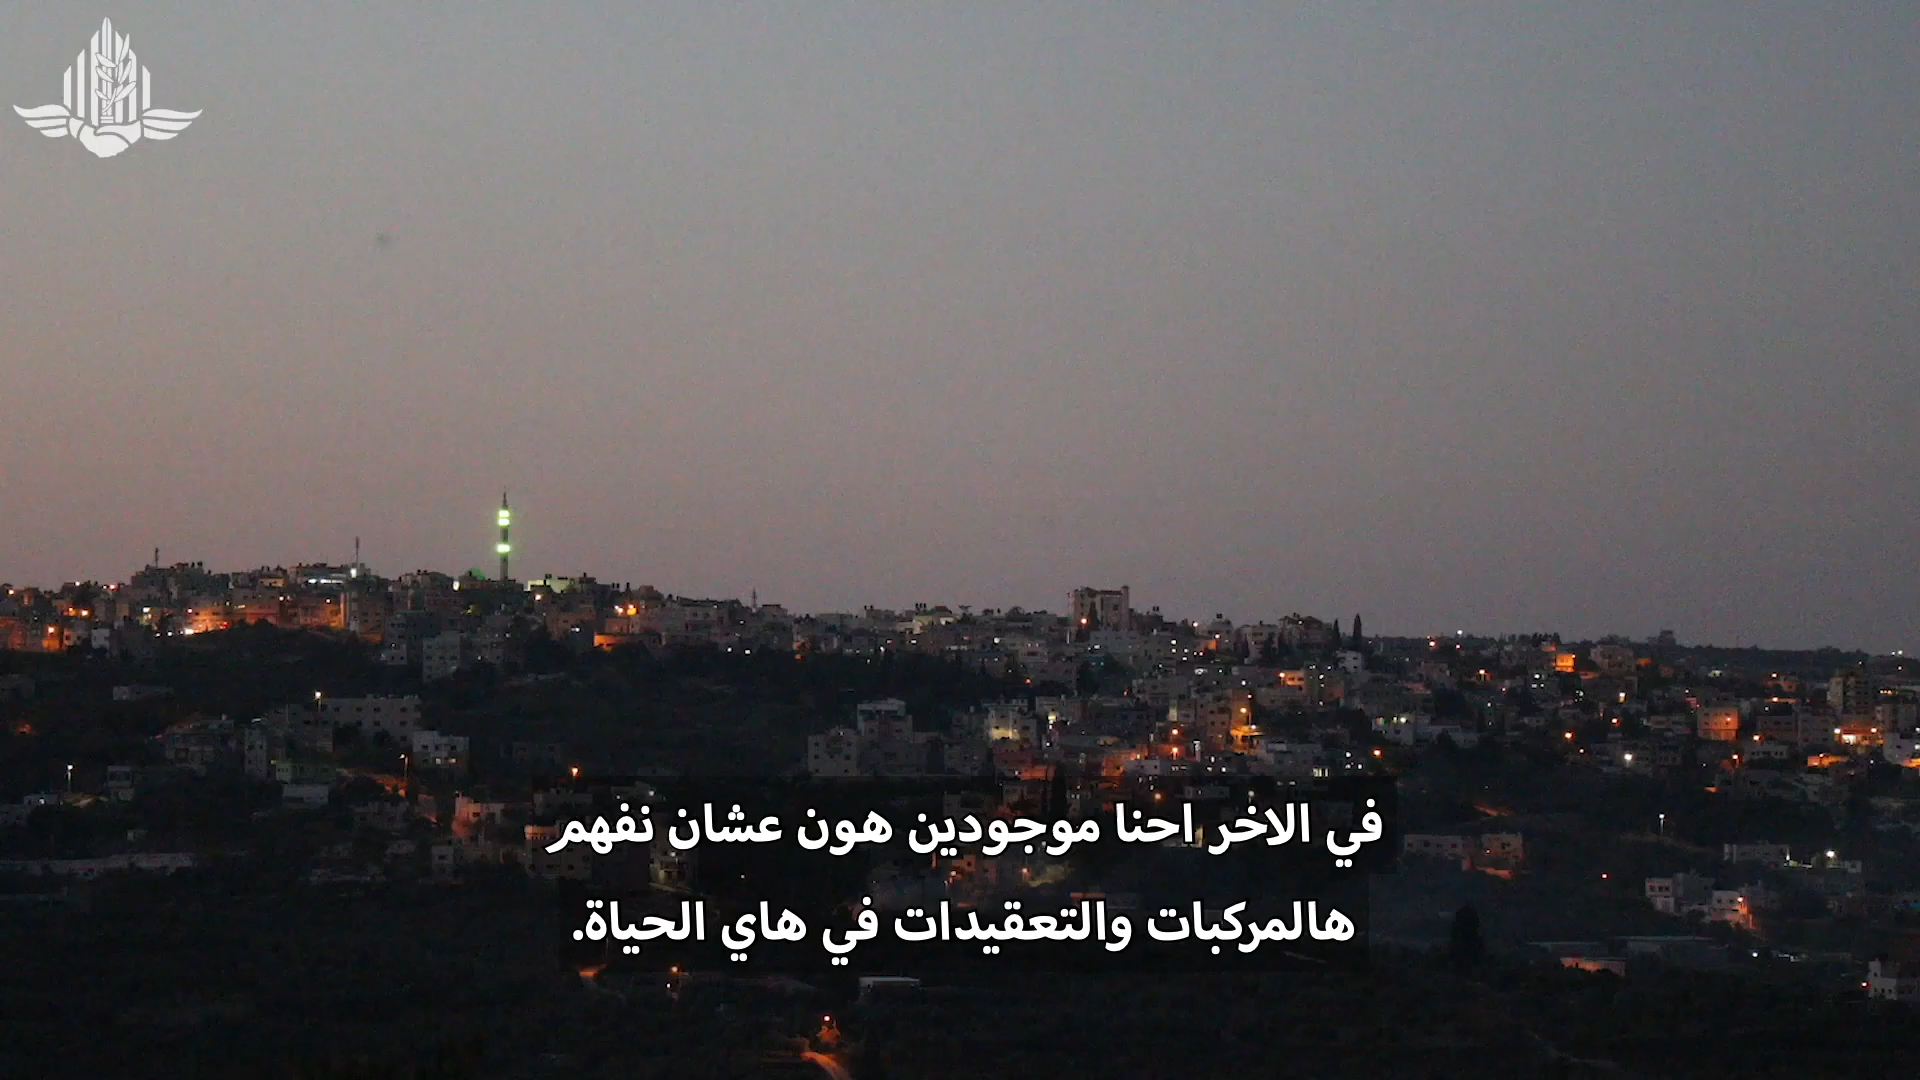 في الاخر احنا موجودين هون عشان نفهم
هالمركبات والتعقيدات في هاي الحياة.